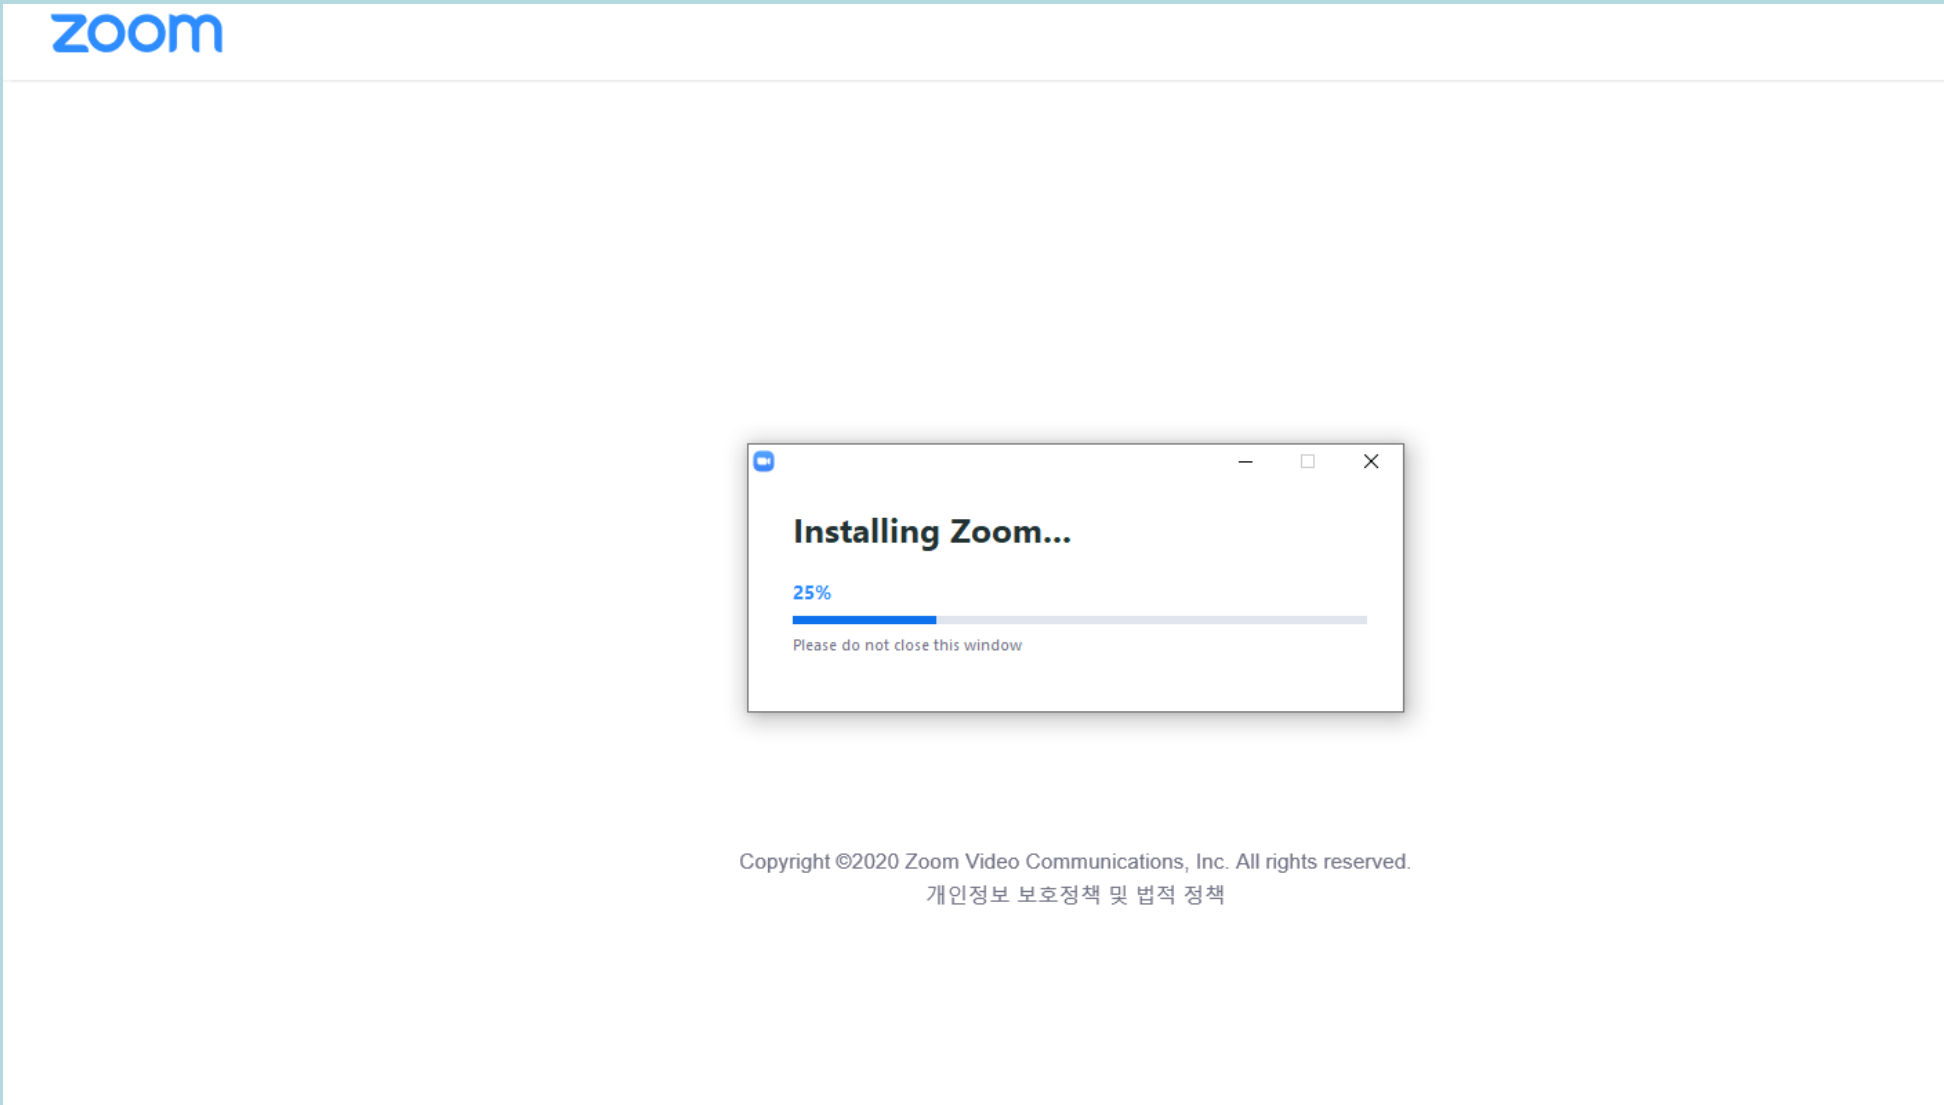 zoom
Installing Zoom...
25%
Please do not close this window
Copyright ©2020 Zoom Video Communications, Inc. All rights reserved.
개인정보 보호정책 및 법적 정책